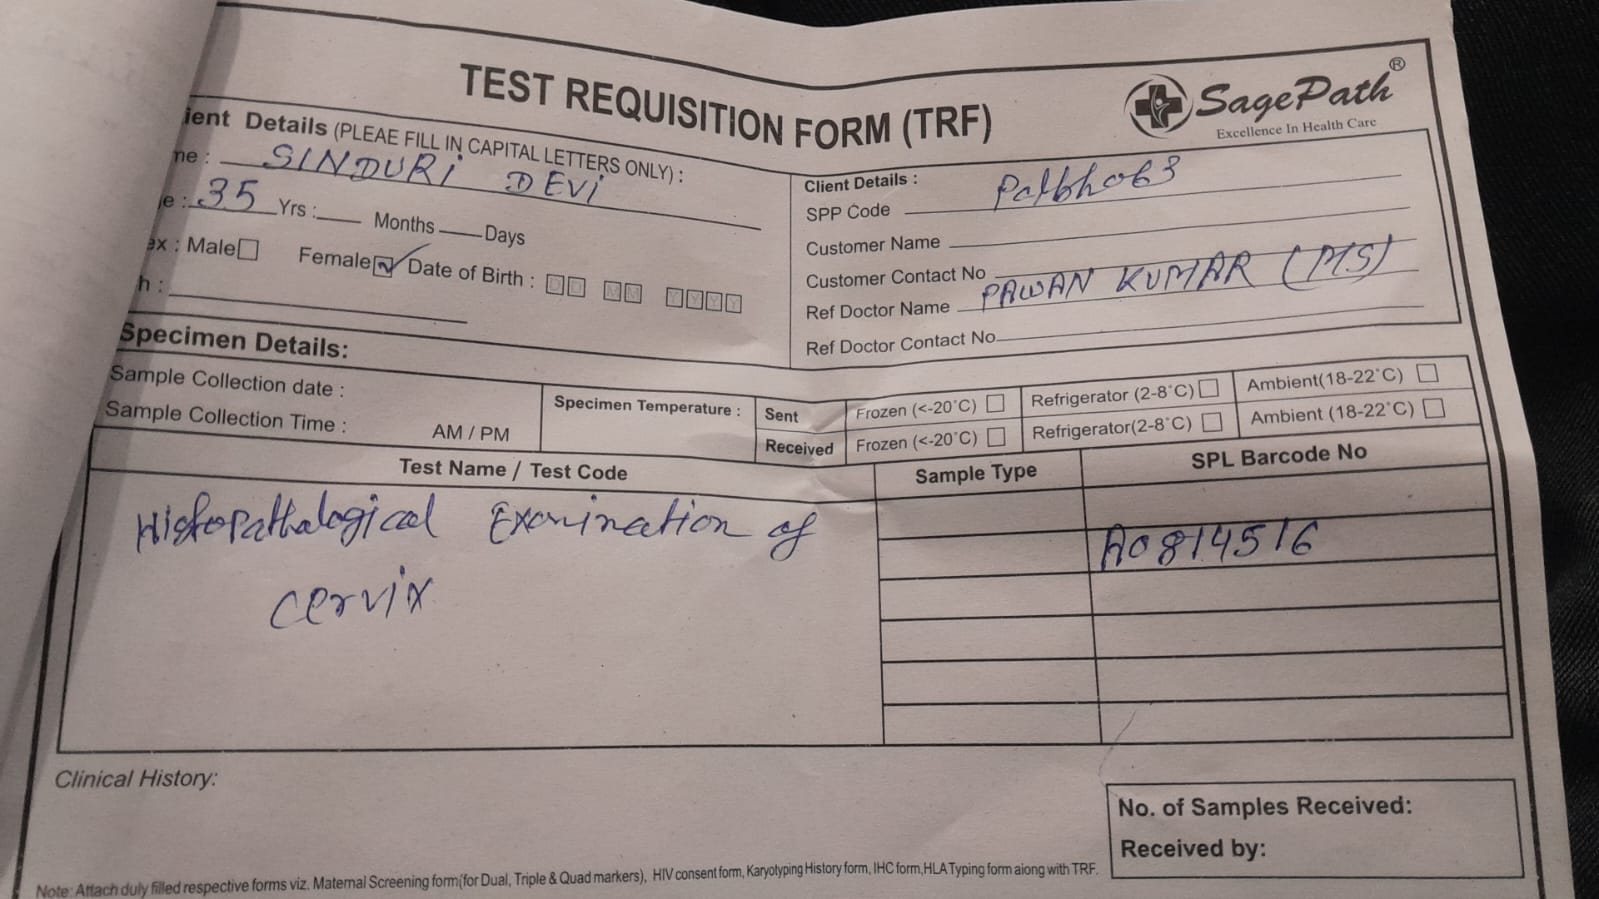 TEST REQUISITION FORM (TRF)
SagePath®
Excellence In Health Care
ient Details (PLEAE FILL IN CAPITAL LETTERS ONLY) :
me : SINDURi DEVi
e : 35 Yrs : Months Days
ex : Male Female Date of Birth : DD MM YYYY
h :
Client Details :
SPP Code Patbho63
Customer Name
Customer Contact No
Ref Doctor Name PAWAN KUMAR (MS)
Ref Doctor Contact No
Specimen Details:
Sample Collection date :
Sample Collection Time : AM / PM
Specimen Temperature :
Sent Frozen (<-20°C) Refrigerator (2-8°C) Ambient(18-22°C)
Received Frozen (<-20°C) Refrigerator(2-8°C) Ambient (18-22°C)
Test Name / Test Code Sample Type SPL Barcode No
Histopathalogical Examination of
cervix
A0814516
Clinical History:
No. of Samples Received:
Received by:
Note: Attach duly filled respective forms viz. Maternal Screening form(for Dual, Triple & Quad markers), HIV consent form, Karyotyping History form, IHC form,HLA Typing form along with TRF.